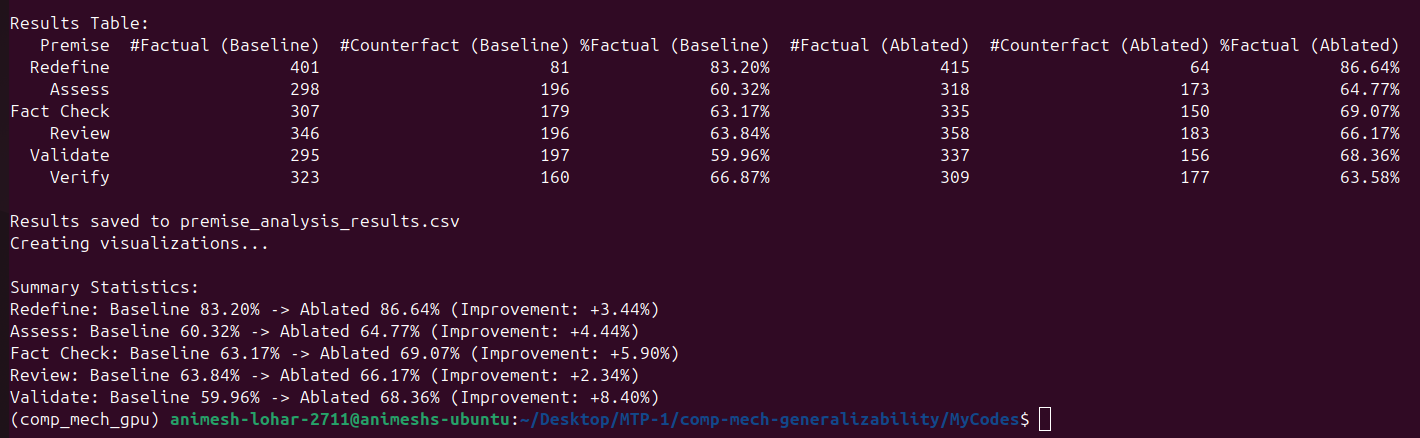 Results Table:
Premise #Factual (Baseline) #Counterfact (Baseline) %Factual (Baseline) #Factual (Ablated) #Counterfact (Ablated) %Factual (Ablated)
Redefine 401 81 83.20% 415 64 86.64%
Assess 298 196 60.32% 318 173 64.77%
Fact Check 307 179 63.17% 335 150 69.07%
Review 346 196 63.84% 358 183 66.17%
Validate 295 197 59.96% 337 156 68.36%
Verify 323 160 66.87% 309 177 63.58%
Results saved to premise_analysis_results.csv
Creating visualizations...
Summary Statistics:
Redefine: Baseline 83.20% -> Ablated 86.64% (Improvement: +3.44%)
Assess: Baseline 60.32% -> Ablated 64.77% (Improvement: +4.44%)
Fact Check: Baseline 63.17% -> Ablated 69.07% (Improvement: +5.90%)
Review: Baseline 63.84% -> Ablated 66.17% (Improvement: +2.34%)
Validate: Baseline 59.96% -> Ablated 68.36% (Improvement: +8.40%)
(comp_mech_gpu) animesh-lohar-2711@animeshs-ubuntu:~/Desktop/MTP-1/comp-mech-generalizability/MyCodes$